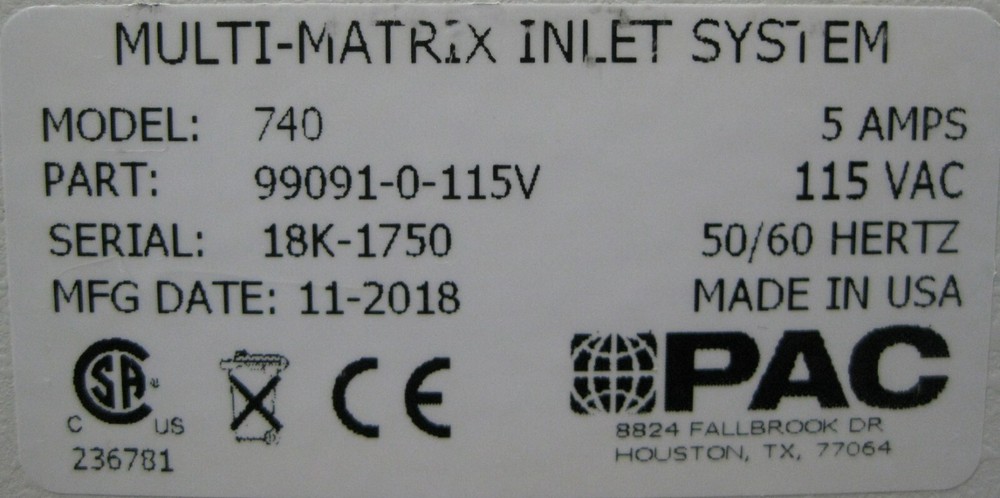 MULTI-MATRIX INLET SYSTEM
MODEL: 740 5 AMPS
PART: 99091-0-115V 115 VAC
SERIAL: 18K-1750 50/60 HERTZ
MFG DATE: 11-2018 MADE IN USA
CSA CE PAC
C US
8824 FALLBROOK DR
236781 HOUSTON, TX, 77064